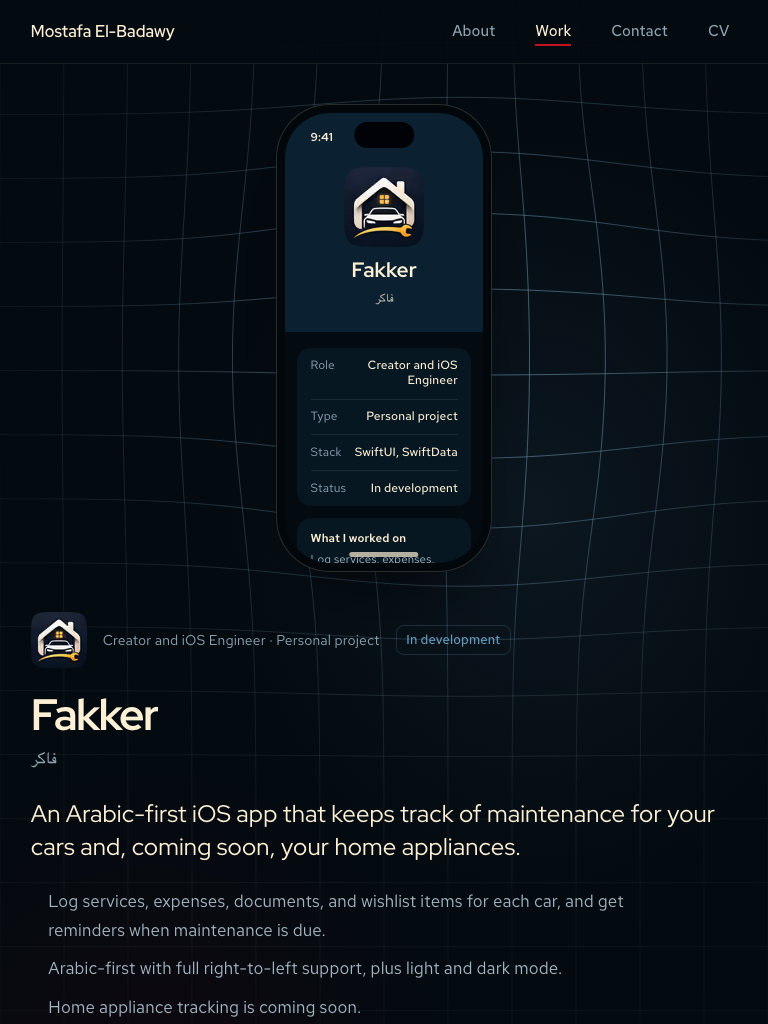 Mostafa El-Badawy
About
Work
Contact
CV
9:41
Fakker
فاكر
Role
Creator and iOS
Engineer
Type
Personal project
Stack
SwiftUI, SwiftData
Status
In development
What I worked on
Log services, expenses,
Creator and iOS Engineer · Personal project
In development
Fakker
فاكر
An Arabic-first iOS app that keeps track of maintenance for your
cars and, coming soon, your home appliances.
Log services, expenses, documents, and wishlist items for each car, and get
reminders when maintenance is due.
Arabic-first with full right-to-left support, plus light and dark mode.
Home appliance tracking is coming soon.